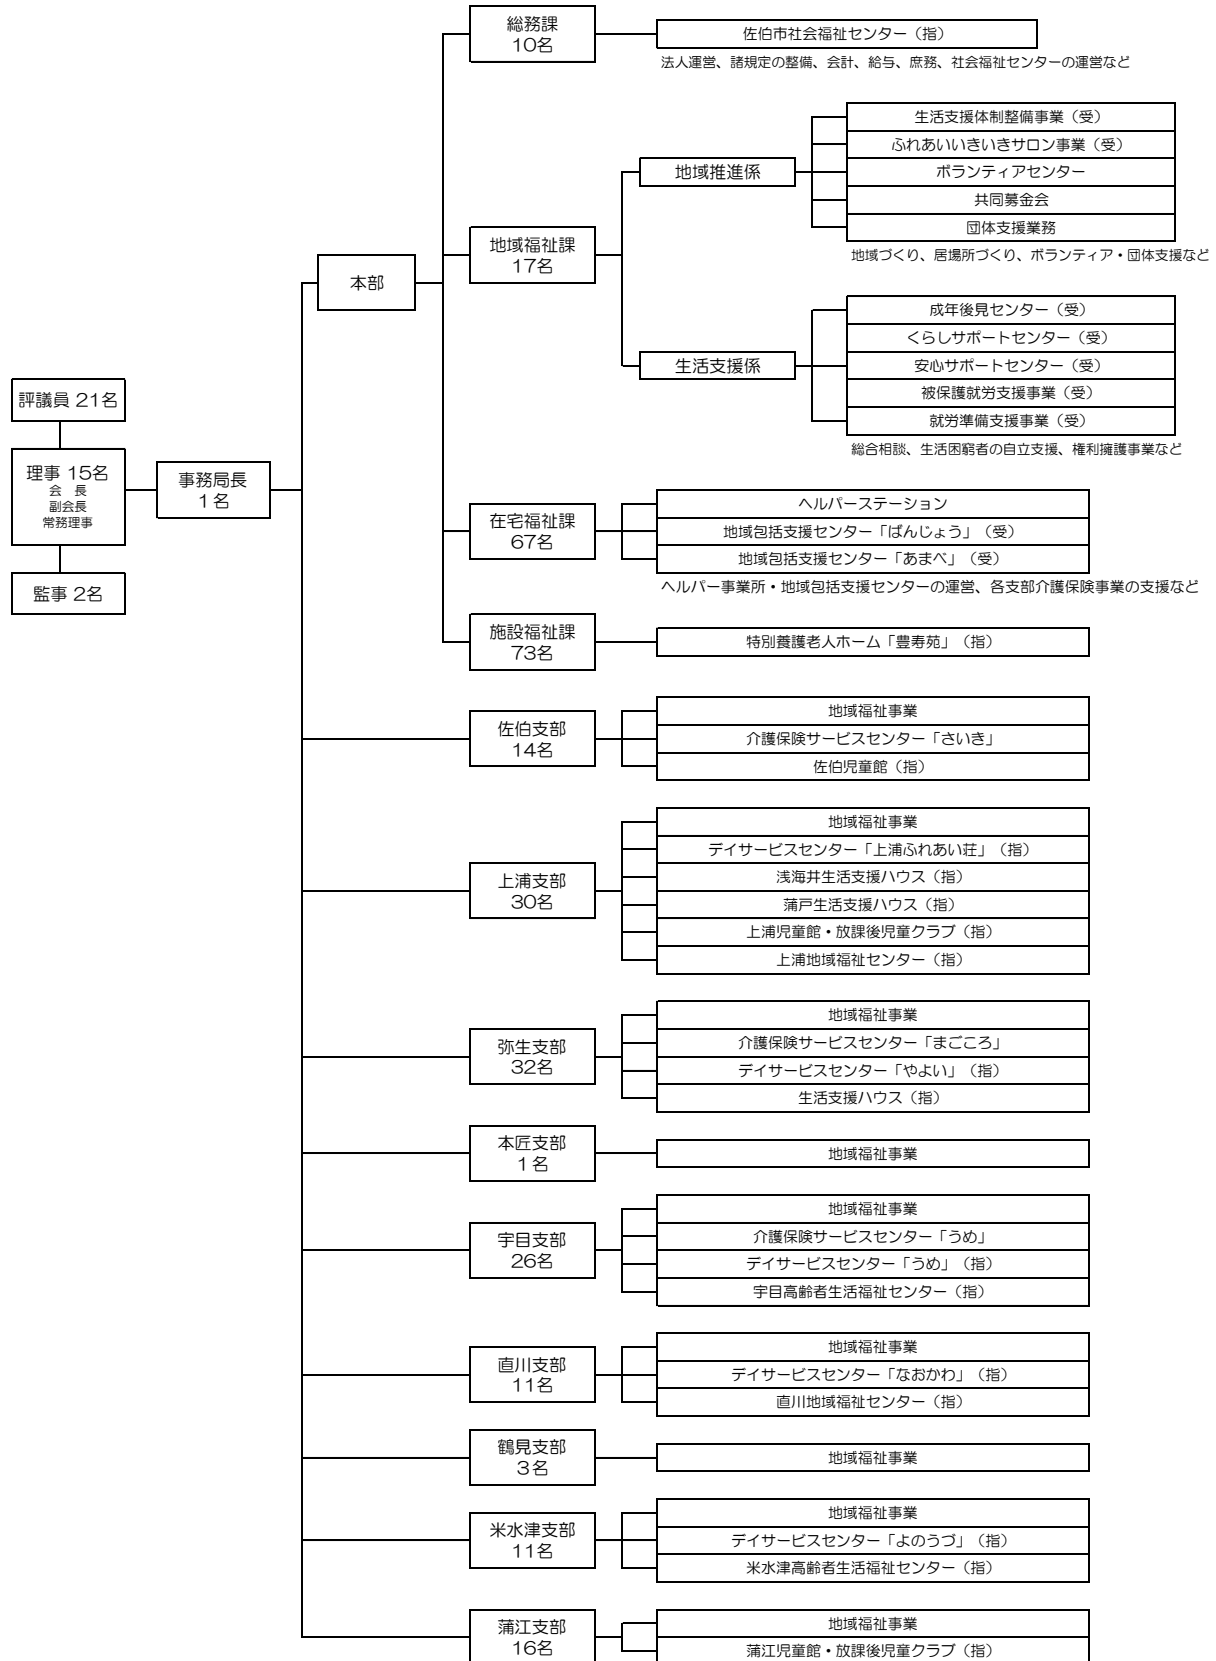 評議員 21名
理事 15名
会　長
副会長
常務理事
監事 2名
事務局長
1名
本部
総務課
10名
佐伯市社会福祉センター（指）
法人運営、諸規定の整備、会計、給与、庶務、社会福祉センターの運営など
地域福祉課
17名
地域推進係
生活支援体制整備事業（受）
ふれあいいきいきサロン事業（受）
ボランティアセンター
共同募金会
団体支援業務
地域づくり、居場所づくり、ボランティア・団体支援など
生活支援係
成年後見センター（受）
くらしサポートセンター（受）
安心サポートセンター（受）
被保護就労支援事業（受）
就労準備支援事業（受）
総合相談、生活困窮者の自立支援、権利擁護事業など
在宅福祉課
67名
ヘルパーステーション
地域包括支援センター「ばんじょう」（受）
地域包括支援センター「あまべ」（受）
ヘルパー事業所・地域包括支援センターの運営、各支部介護保険事業の支援など
施設福祉課
73名
特別養護老人ホーム「豊寿苑」（指）
佐伯支部
14名
地域福祉事業
介護保険サービスセンター「さいき」
佐伯児童館（指）
上浦支部
30名
地域福祉事業
デイサービスセンター「上浦ふれあい荘」（指）
浅海井生活支援ハウス（指）
蒲戸生活支援ハウス（指）
上浦児童館・放課後児童クラブ（指）
上浦地域福祉センター（指）
弥生支部
32名
地域福祉事業
介護保険サービスセンター「まごころ」
デイサービスセンター「やよい」（指）
生活支援ハウス（指）
本匠支部
1名
地域福祉事業
宇目支部
26名
地域福祉事業
介護保険サービスセンター「うめ」
デイサービスセンター「うめ」（指）
宇目高齢者生活福祉センター（指）
直川支部
11名
地域福祉事業
デイサービスセンター「なおかわ」（指）
直川地域福祉センター（指）
鶴見支部
3名
地域福祉事業
米水津支部
11名
地域福祉事業
デイサービスセンター「よのうづ」（指）
米水津高齢者生活福祉センター（指）
蒲江支部
16名
地域福祉事業
蒲江児童館・放課後児童クラブ（指）